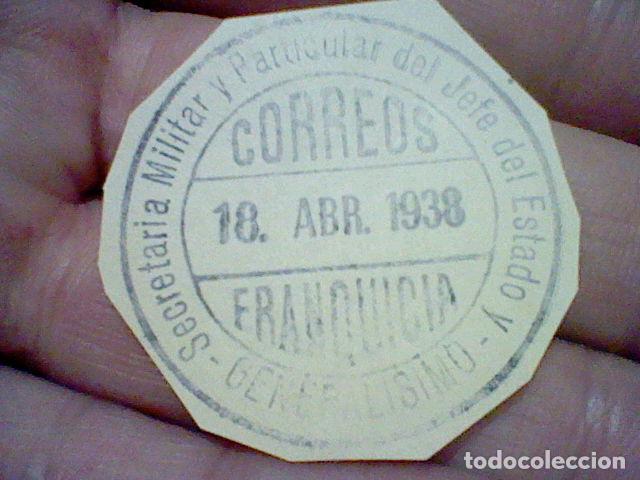 Secretaria Militar y Particular del Jefe del Estado y
- GENERALISIMO -
CORREOS
18. ABR. 1938
FRANQUICIA
todocoleccion